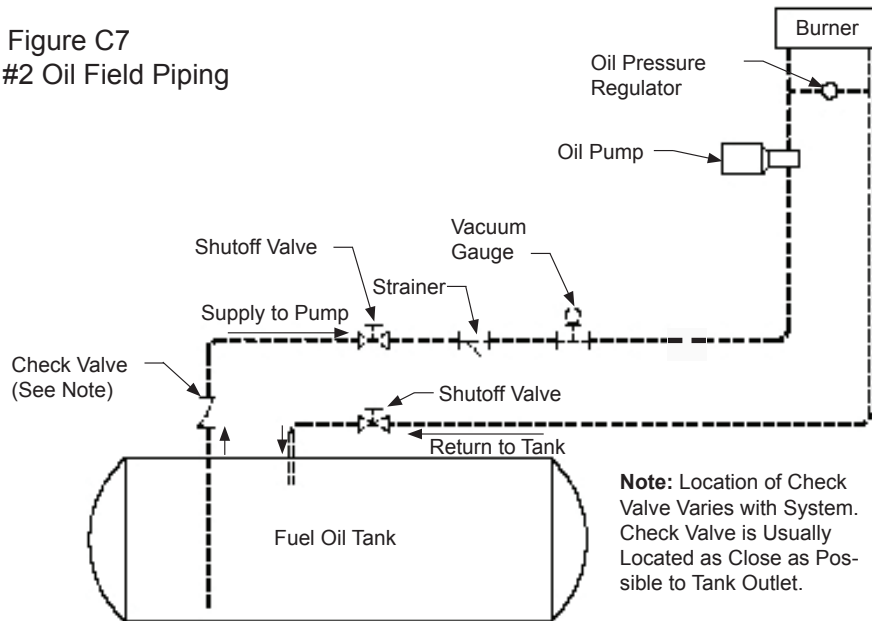 Figure C7
#2 Oil Field Piping
Burner
Oil Pressure
Regulator
Oil Pump
Vacuum
Gauge
Shutoff Valve
Strainer
Supply to Pump
Check Valve
(See Note)
Shutoff Valve
Return to Tank
Fuel Oil Tank
Note: Location of Check
Valve Varies with System.
Check Valve is Usually
Located as Close as Pos-
sible to Tank Outlet.